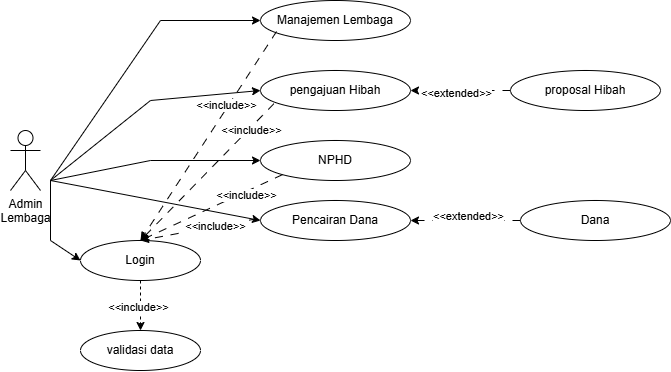 Manajemen Lembaga
pengajuan Hibah
<<extended>>
proposal Hibah
<<include>>
<<include>>
NPHD
Admin
Lembaga
<<include>>
Pencairan Dana
<<extended>>
Dana
<<include>>
Login
<<include>>
validasi data